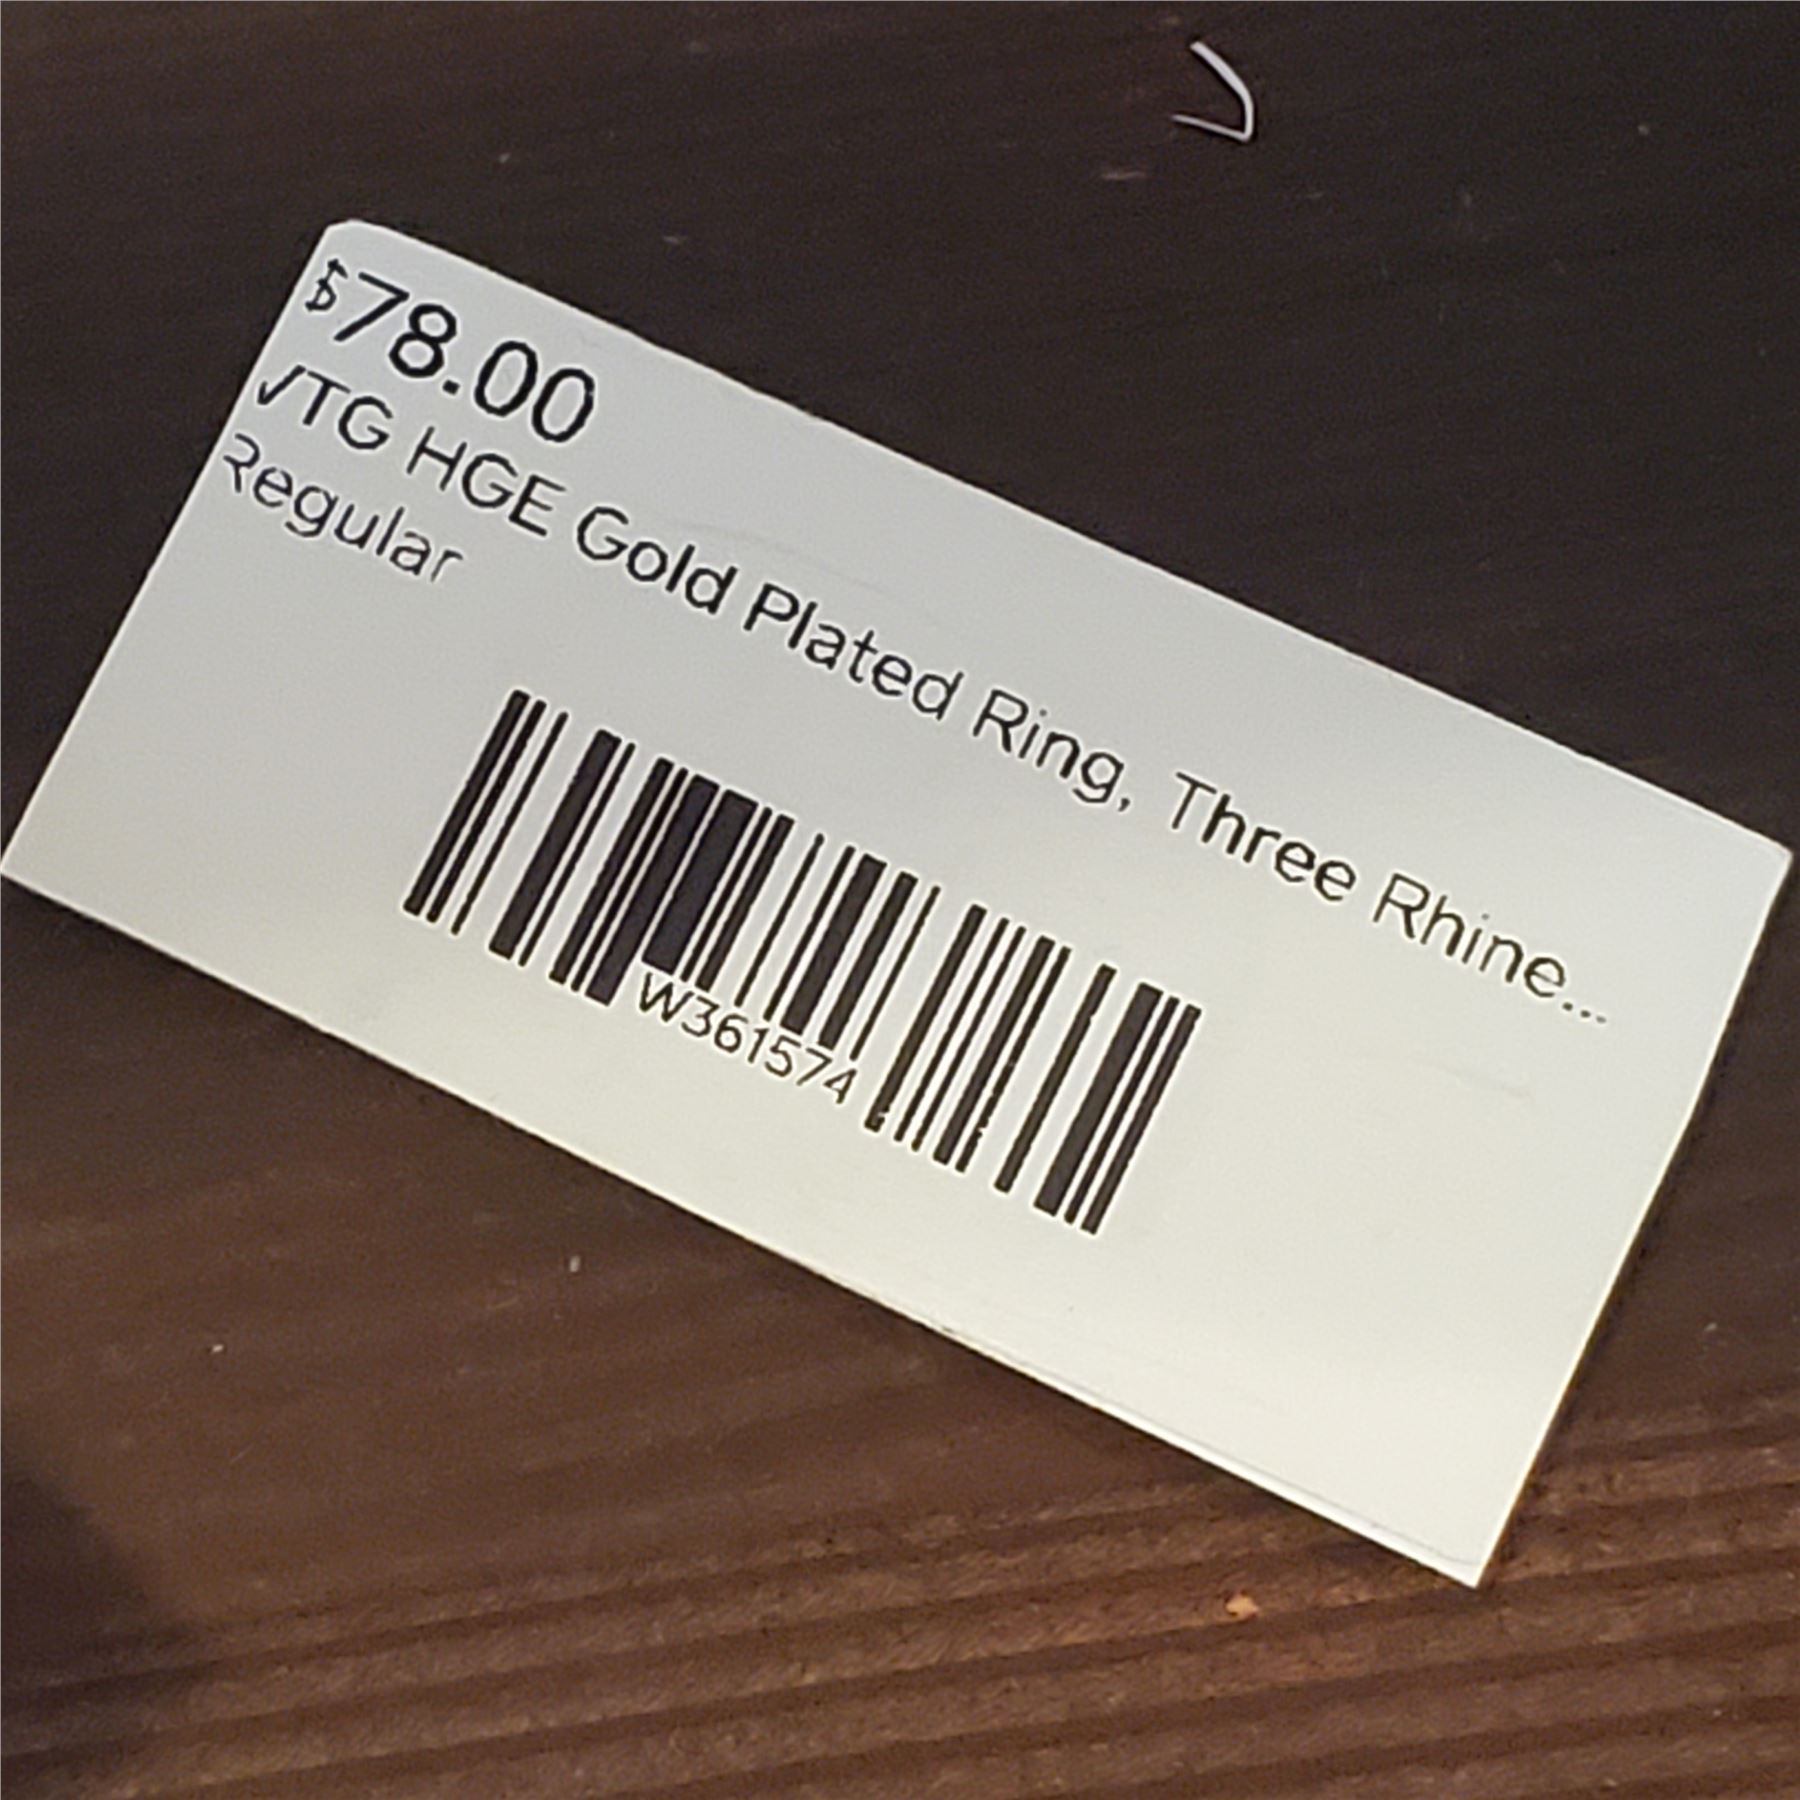 $78.00
VTG HGE Gold Plated Ring, Three Rhine...
Regular
W361574